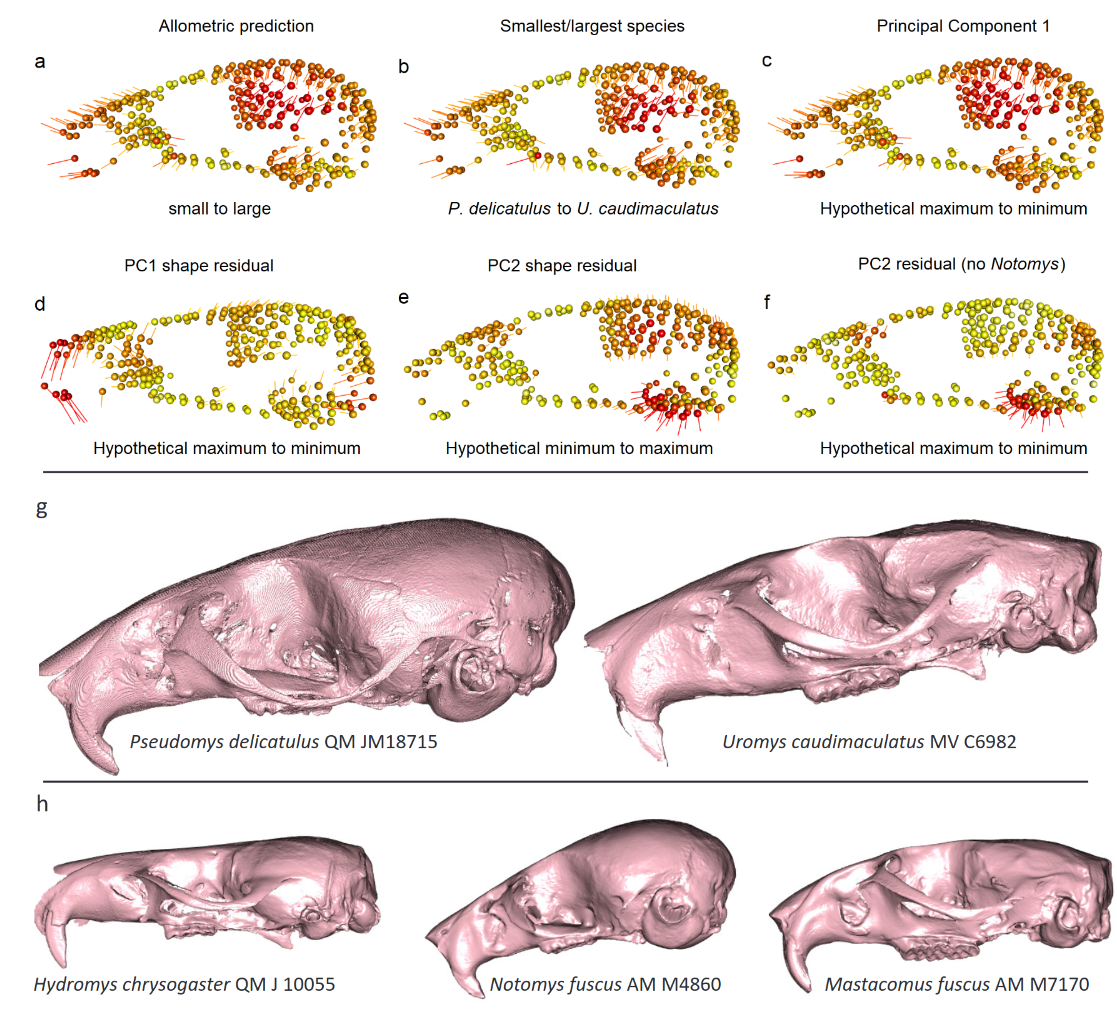 Allometric prediction
Smallest/largest species
Principal Component 1
a
b
c
small to large
P. delicatulus to U. caudimaculatus
Hypothetical maximum to minimum
PC1 shape residual
PC2 shape residual
PC2 residual (no Notomys)
d
e
f
Hypothetical maximum to minimum
Hypothetical minimum to maximum
Hypothetical maximum to minimum
g
Pseudomys delicatulus QM JM18715
Uromys caudimaculatus MV C6982
h
Hydromys chrysogaster QM J 10055
Notomys fuscus AM M4860
Mastacomus fuscus AM M7170